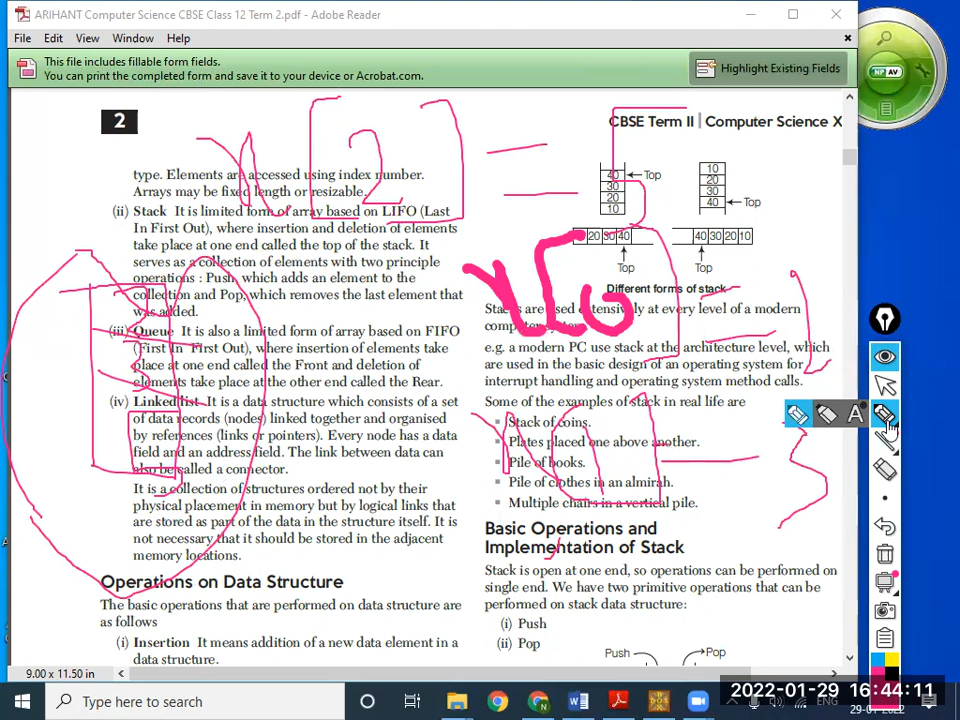 ARIHANT Computer Science CBSE Class 12 Term 2.pdf - Adobe Reader
File Edit View Window Help
This file includes fillable form fields.
You can print the completed form and save it to your device or Acrobat.com.
Highlight Existing Fields
2
CBSE Term II | Computer Science X
type. Elements are accessed using index number.
Arrays may be fixed length or resizable.
(ii) Stack It is limited form of array based on LIFO (Last
In First Out), where insertion and deletion of elements
take place at one end called the top of the stack. It
serves as a collection of elements with two principle
operations : Push, which adds an element to the
collection and Pop, which removes the last element that
was added.
(iii) Queue It is also a limited form of array based on FIFO
(First In First Out), where insertion of elements take
place at one end called the Front and deletion of
elements take place at the other end called the Rear.
(iv) Linked list It is a data structure which consists of a set
of data records (nodes) linked together and organised
by references (links or pointers). Every node has a data
field and an address field. The link between data can
also be called a connector.
It is a collection of structures ordered not by their
physical placement in memory but by logical links that
are stored as part of the data in the structure itself. It is
not necessary that it should be stored in the adjacent
memory locations.
Operations on Data Structure
The basic operations that are performed on data structure are
as follows
(i) Insertion It means addition of a new data element in a
data structure.
40 Top
30
20
10
10
20
30
40 Top
20 30 40
Top
40 30 20 10
Top
Different forms of stack
Stacks are used extensively at every level of a modern
computer system.
e.g. a modern PC use stack at the architecture level, which
are used in the basic design of an operating system for
interrupt handling and operating system method calls.
Some of the examples of stack in real life are
Stack of coins.
Plates placed one above another.
Pile of books.
Pile of clothes in an almirah.
Multiple chairs in a vertical pile.
Basic Operations and
Implementation of Stack
Stack is open at one end, so operations can be performed on
single end. We have two primitive operations that can be
performed on stack data structure:
(i) Push
(ii) Pop
Push Pop
9.00 x 11.50 in
Type here to search
2022-01-29 16:44:11
ENG
29-01-2022